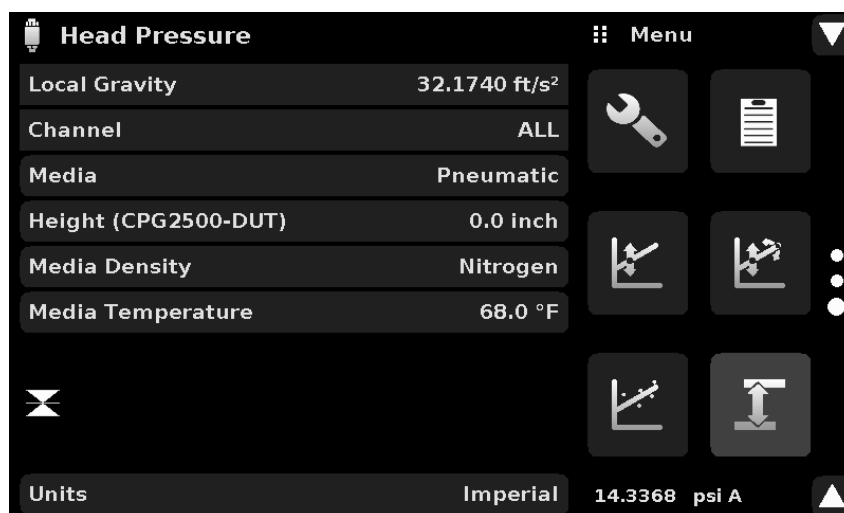 Head Pressure
Menu
Local Gravity 32.1740 ft/s²
Channel ALL
Media Pneumatic
Height (CPG2500-DUT) 0.0 inch
Media Density Nitrogen
Media Temperature 68.0 °F
Units Imperial
14.3368 psi A